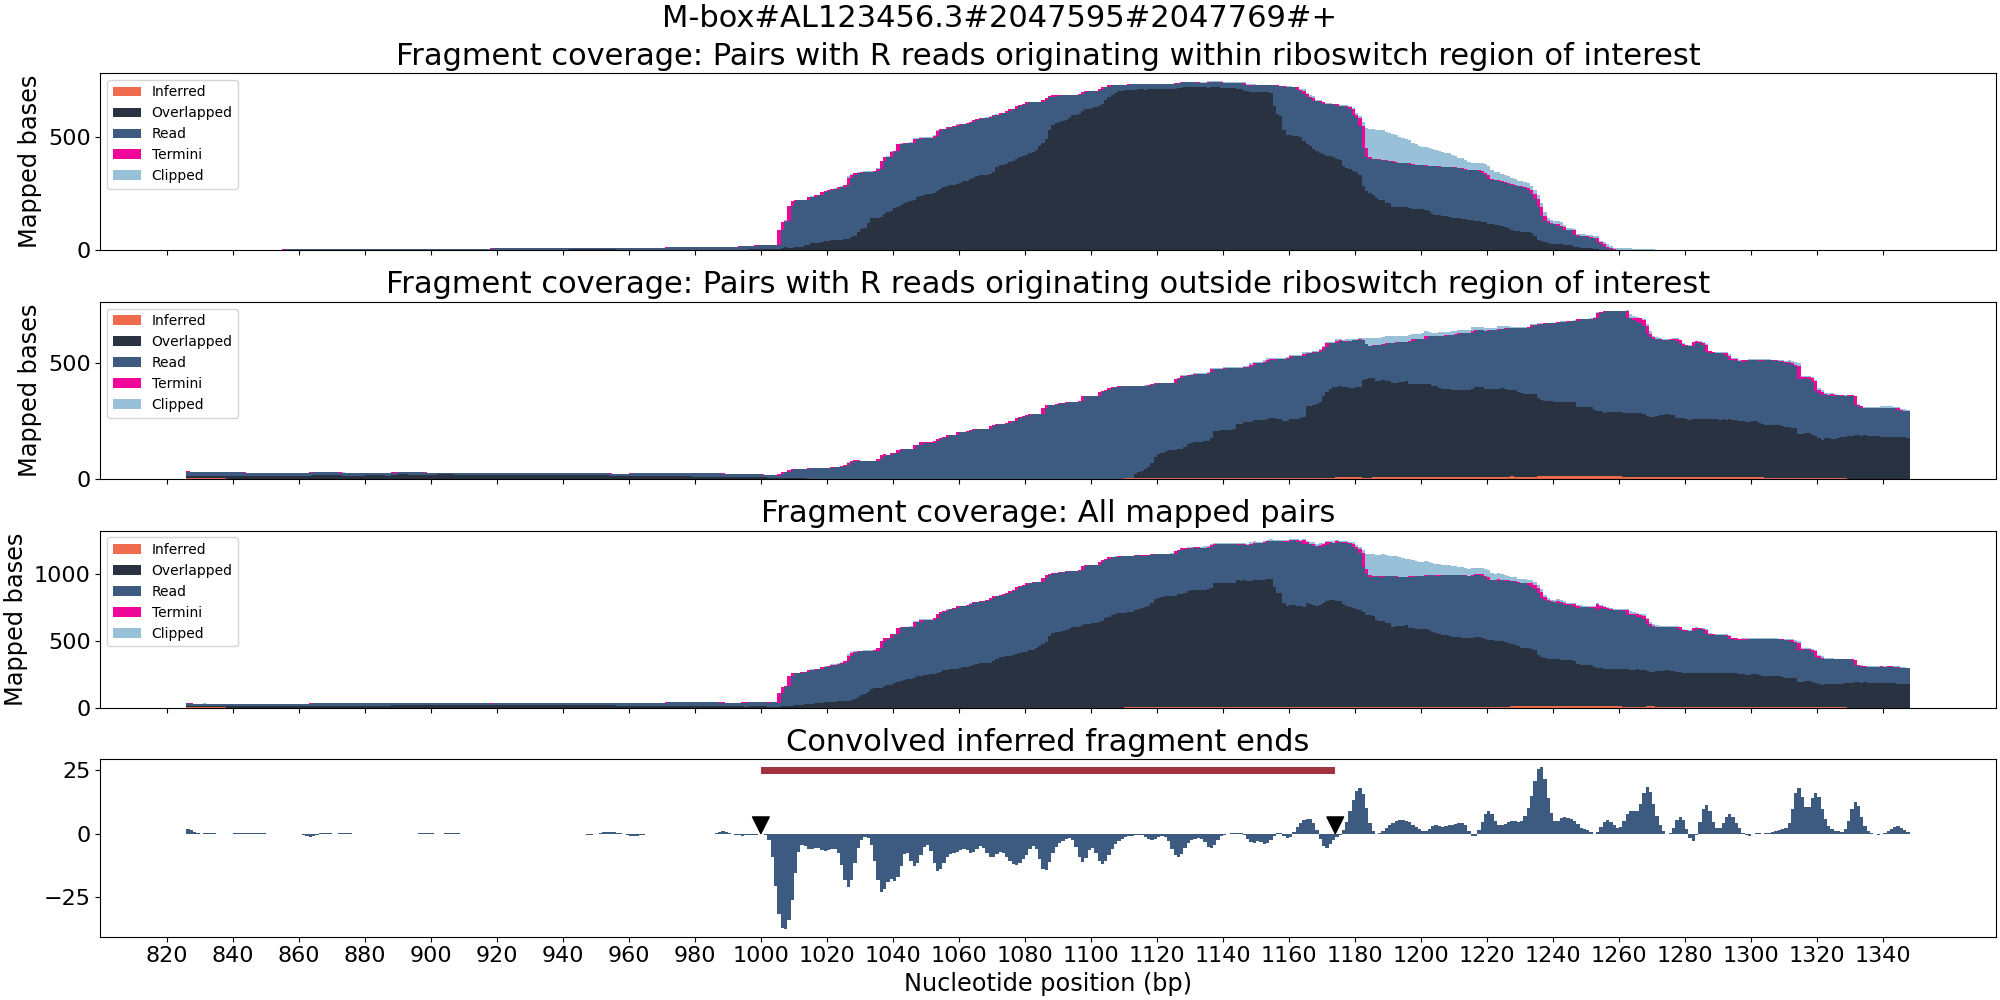 M-box#AL123456.3#2047595#2047769#+
Fragment coverage: Pairs with R reads originating within riboswitch region of interest
Mapped bases
500
0
Inferred
Overlapped
Read
Termini
Clipped
Fragment coverage: Pairs with R reads originating outside riboswitch region of interest
Mapped bases
500
0
Inferred
Overlapped
Read
Termini
Clipped
Fragment coverage: All mapped pairs
Mapped bases
1000
500
0
Inferred
Overlapped
Read
Termini
Clipped
Convolved inferred fragment ends
25
0
−25
820 840 860 880 900 920 940 960 980 1000 1020 1040 1060 1080 1100 1120 1140 1160 1180 1200 1220 1240 1260 1280 1300 1320 1340
Nucleotide position (bp)